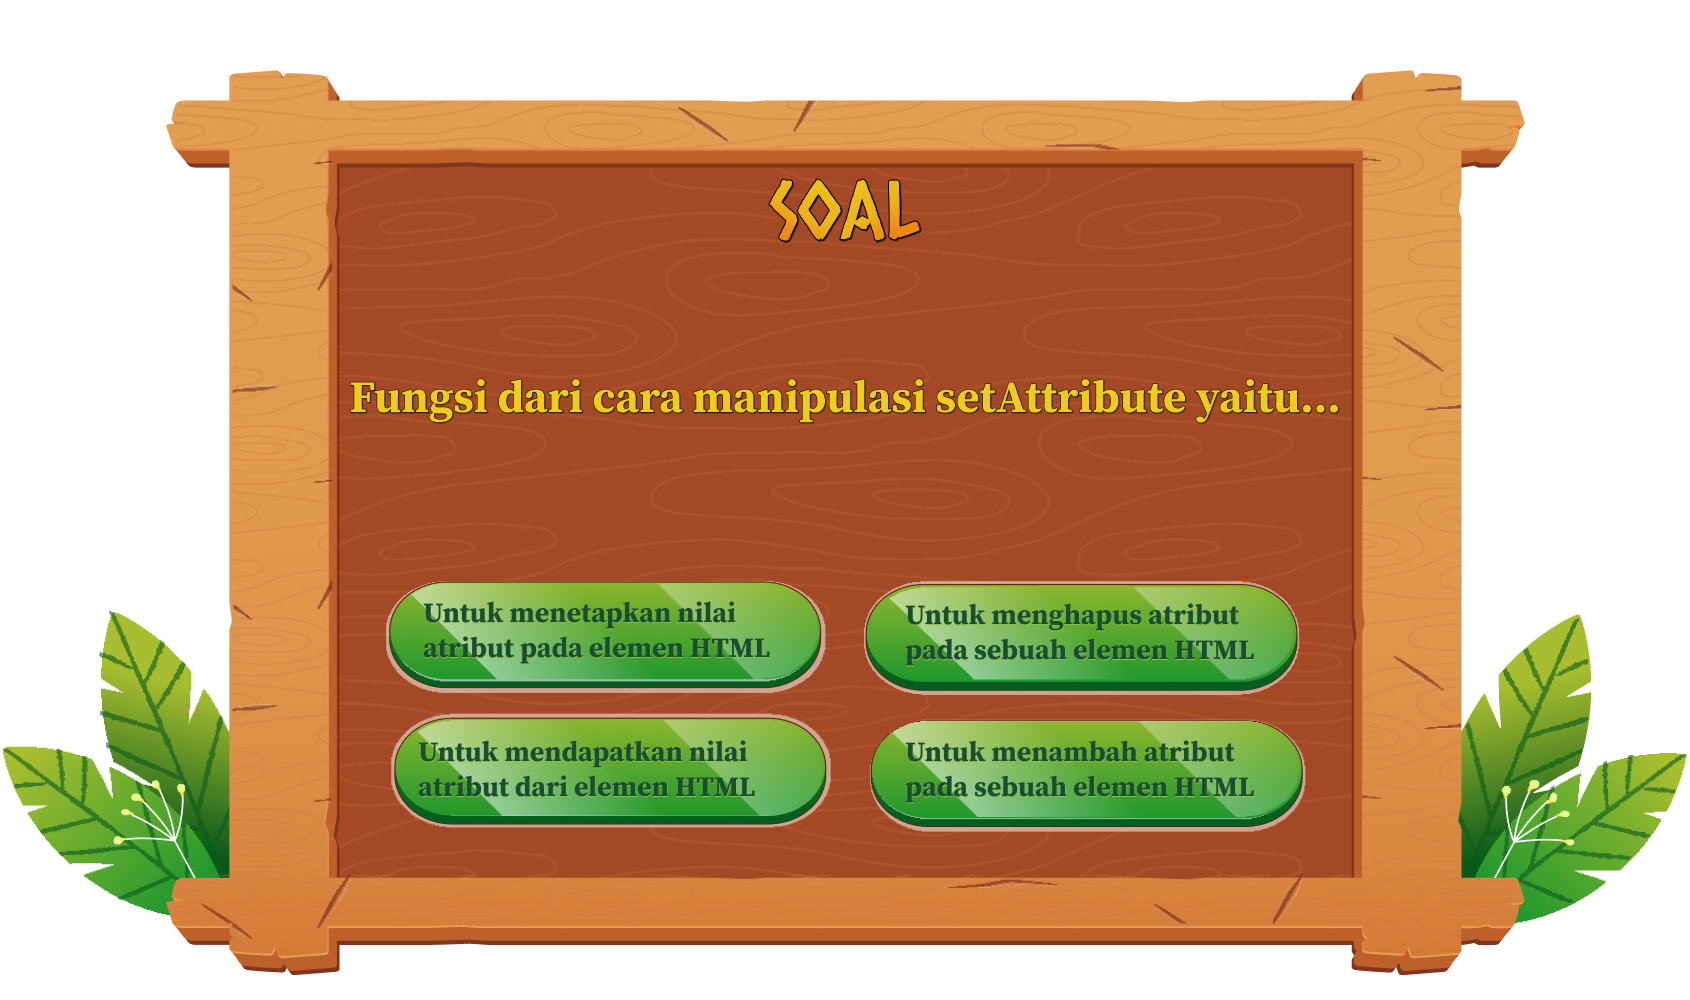 SOAL
Fungsi dari cara manipulasi setAttribute yaitu...
Untuk menetapkan nilai
atribut pada elemen HTML
Untuk menghapus atribut
pada sebuah elemen HTML
Untuk mendapatkan nilai
atribut dari elemen HTML
Untuk menambah atribut
pada sebuah elemen HTML